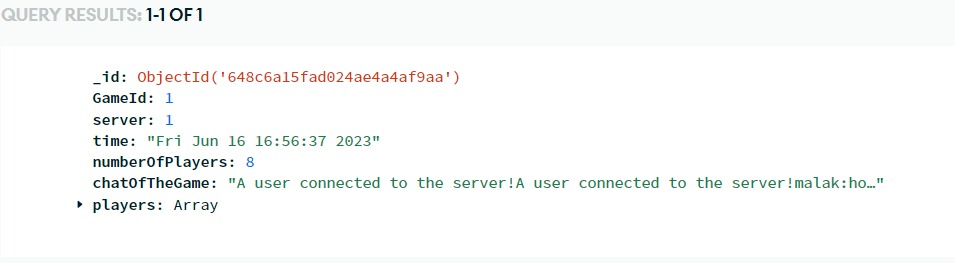 QUERY RESULTS: 1-1 OF 1
_id: ObjectId('648c6a15fad024ae4a4af9aa')
GameId: 1
server: 1
time: "Fri Jun 16 16:56:37 2023"
numberOfPlayers: 8
chatOfTheGame: "A user connected to the server!A user connected to the server!malak:ho…"
players: Array